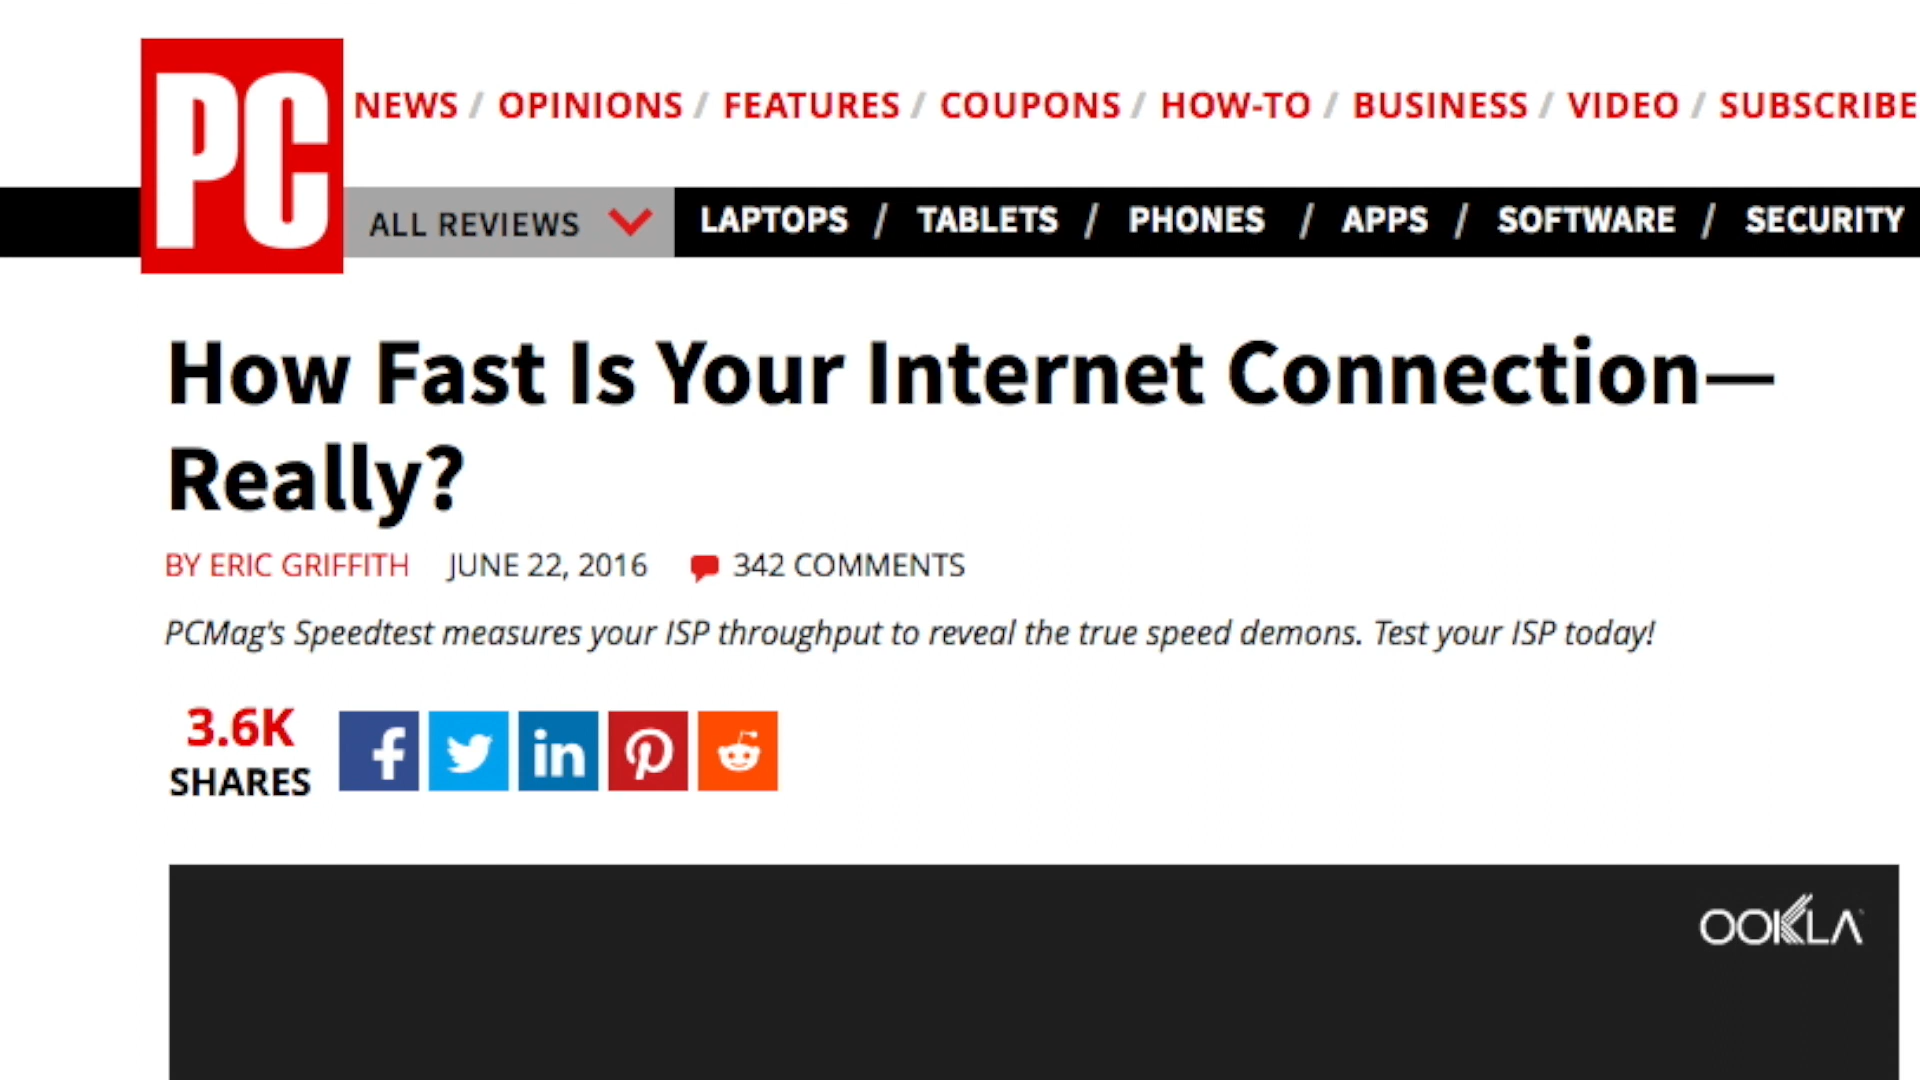 PC
NEWS / OPINIONS / FEATURES / COUPONS / HOW-TO / BUSINESS / VIDEO / SUBSCRIBE
ALL REVIEWS LAPTOPS / TABLETS / PHONES / APPS / SOFTWARE / SECURITY
How Fast Is Your Internet Connection—
Really?
BY ERIC GRIFFITH JUNE 22, 2016 342 COMMENTS
PCMag's Speedtest measures your ISP throughput to reveal the true speed demons. Test your ISP today!
3.6K
SHARES
OOKLA